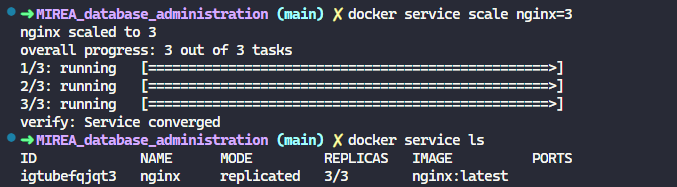 ➜MIREA_database_administration (main) ✗ docker service scale nginx=3
nginx scaled to 3
overall progress: 3 out of 3 tasks
1/3: running   [==================================================>]
2/3: running   [==================================================>]
3/3: running   [==================================================>]
verify: Service converged
➜MIREA_database_administration (main) ✗ docker service ls
ID             NAME      MODE         REPLICAS   IMAGE          PORTS
igtubefqjqt3   nginx     replicated   3/3        nginx:latest